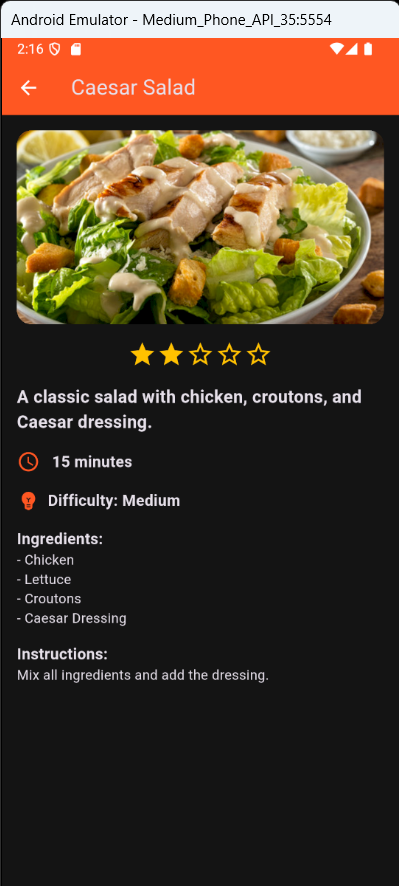 Android Emulator - Medium_Phone_API_35:5554
2:16
Caesar Salad
A classic salad with chicken, croutons, and
Caesar dressing.
15 minutes
Difficulty: Medium
Ingredients:
- Chicken
- Lettuce
- Croutons
- Caesar Dressing
Instructions:
Mix all ingredients and add the dressing.